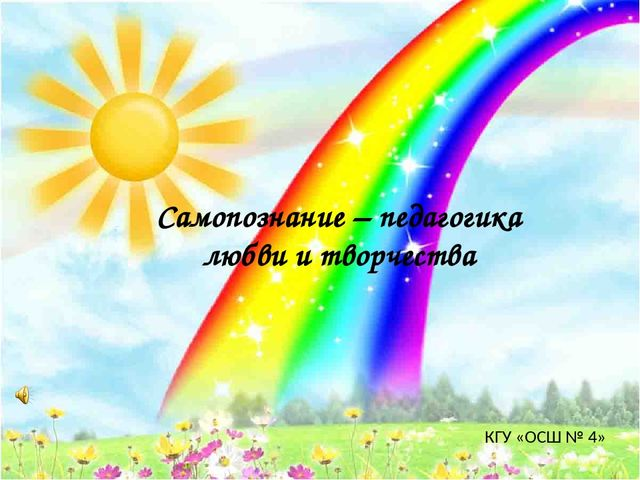 Самопознание – педагогика
любви и творчества
КГУ «ОСШ № 4»